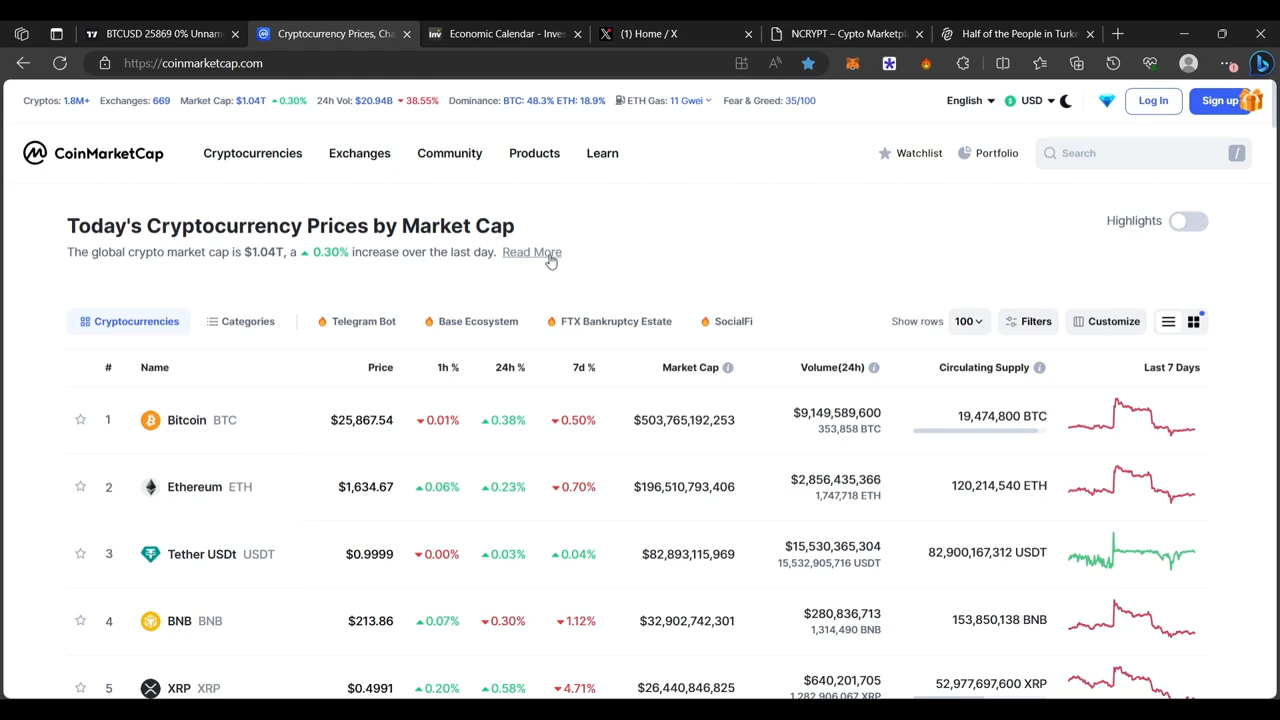 BTCUSD 25869 0% Unnam
Cryptocurrency Prices, Cha
inv Economic Calendar - Inves
(1) Home / X
NCRYPT – Cypto Marketpl
Half of the People in Turke
https://coinmarketcap.com
Cryptos: 1.8M+ Exchanges: 669 Market Cap: $1.04T 0.30% 24h Vol: $20.94B 38.55% Dominance: BTC: 48.3% ETH: 18.9% ETH Gas: 11 Gwei Fear & Greed: 35/100
English USD Log In Sign up
CoinMarketCap Cryptocurrencies Exchanges Community Products Learn Watchlist Portfolio Search /
Today's Cryptocurrency Prices by Market Cap
Highlights
The global crypto market cap is $1.04T, a 0.30% increase over the last day. Read More
Cryptocurrencies Categories Telegram Bot Base Ecosystem FTX Bankruptcy Estate SocialFi Show rows 100 Filters Customize
# Name Price 1h % 24h % 7d % Market Cap Volume(24h) Circulating Supply Last 7 Days
1 Bitcoin BTC $25,867.54 0.01% 0.38% 0.50% $503,765,192,253 $9,149,589,600 19,474,800 BTC
353,858 BTC
2 Ethereum ETH $1,634.67 0.06% 0.23% 0.70% $196,510,793,406 $2,856,435,366 120,214,540 ETH
1,747,718 ETH
3 Tether USDt USDT $0.9999 0.00% 0.03% 0.04% $82,893,115,969 $15,530,365,304 82,900,167,312 USDT
15,532,905,716 USDT
4 BNB BNB $213.86 0.07% 0.30% 1.12% $32,902,742,301 $280,836,713 153,850,138 BNB
1,314,490 BNB
5 XRP XRP $0.4991 0.20% 0.58% 4.71% $26,440,846,825 $640,201,705 52,977,697,600 XRP
1,282,906,067 XRP